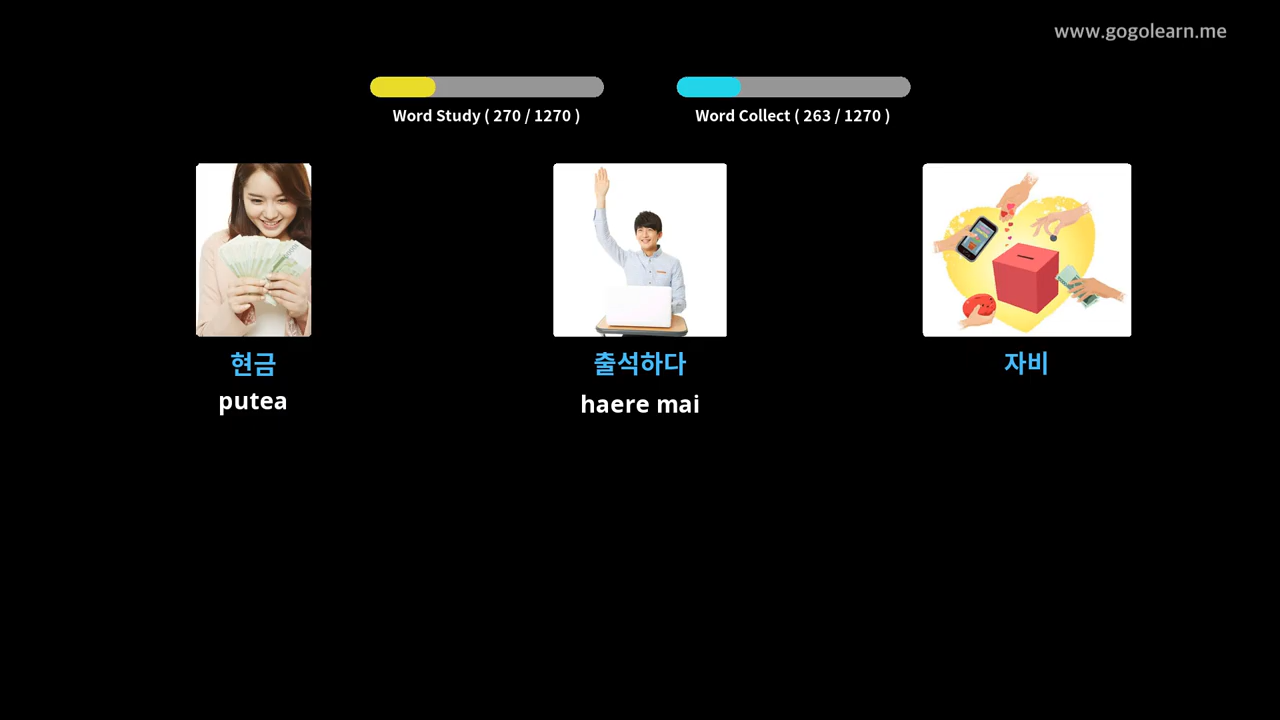 www.gogolearn.me
Word Study ( 270 / 1270 )
Word Collect ( 263 / 1270 )
현금
출석하다
자비
putea
haere mai